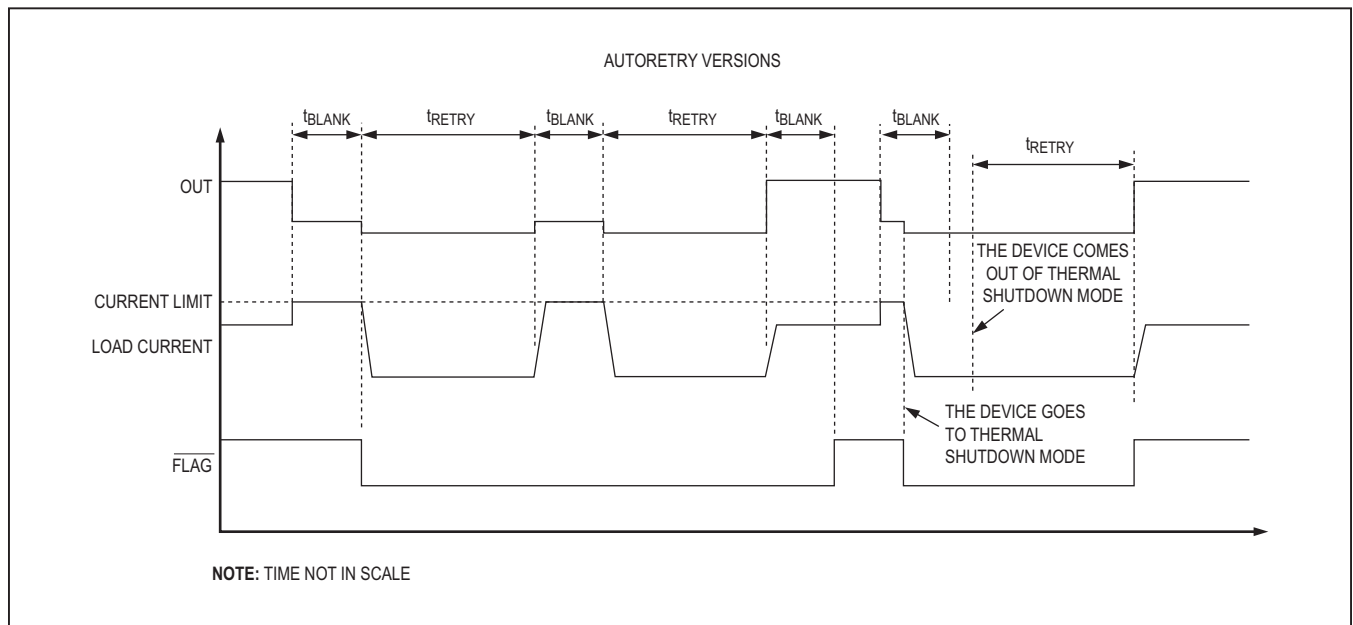 AUTORETRY VERSIONS
tBLANK
tRETRY
tBLANK
tRETRY
tBLANK
tBLANK
tRETRY
OUT
THE DEVICE COMES
OUT OF THERMAL
SHUTDOWN MODE
CURRENT LIMIT
LOAD CURRENT
THE DEVICE GOES
TO THERMAL
SHUTDOWN MODE
FLAG
NOTE: TIME NOT IN SCALE